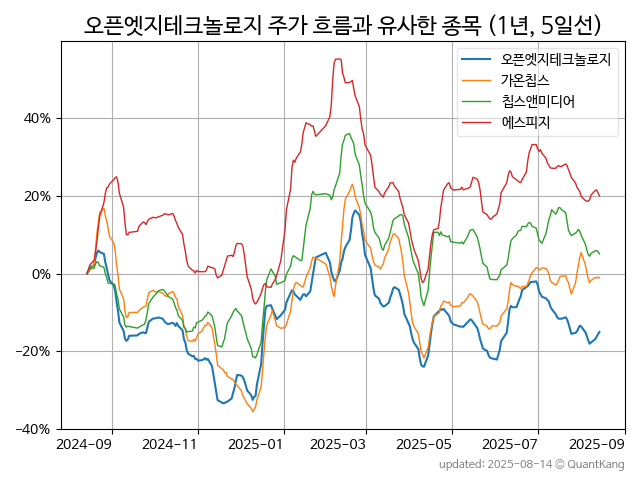 오픈엣지테크놀로지 주가 흐름과 유사한 종목 (1년, 5일선)
오픈엣지테크놀로지
가온칩스
칩스앤미디어
에스피지
40%
20%
0%
−20%
−40%
2024-09 2024-11 2025-01 2025-03 2025-05 2025-07 2025-09
updated: 2025-08-14 © QuantKang